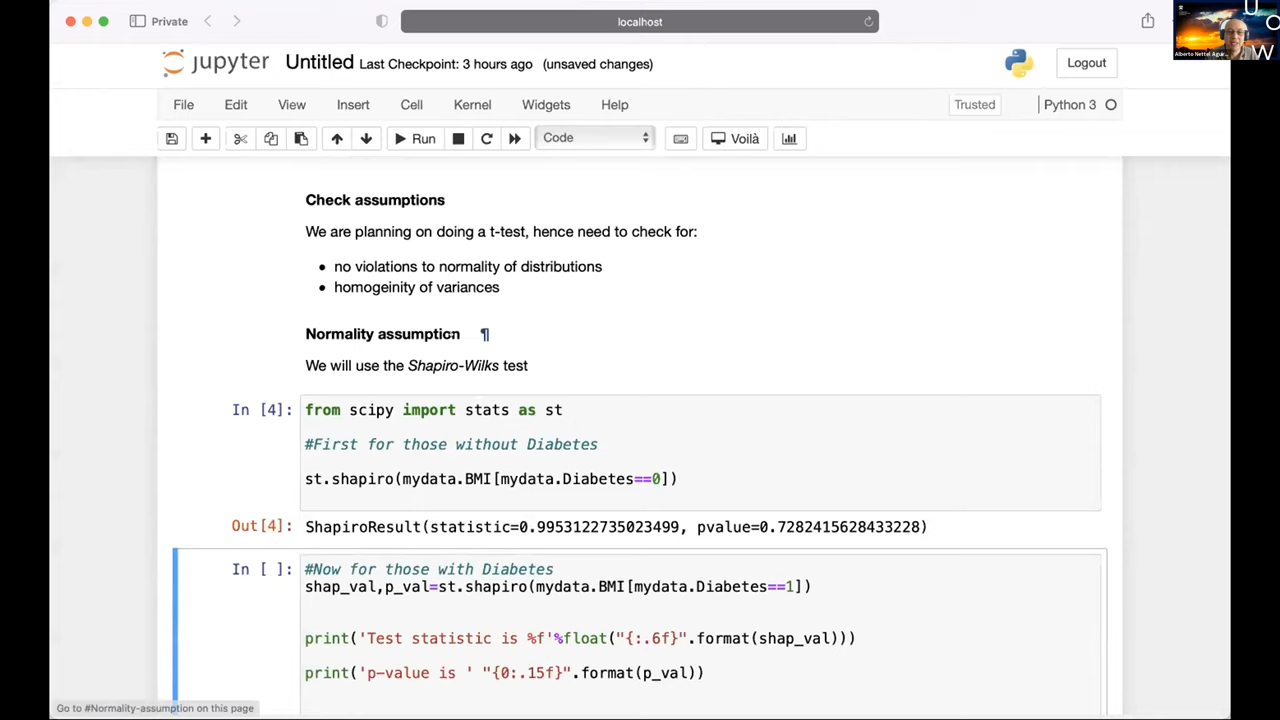 Private
localhost
Alberto Nettel Agui...
U
O
W
jupyter Untitled Last Checkpoint: 3 hours ago (unsaved changes)
Logout
File Edit View Insert Cell Kernel Widgets Help
Trusted
Python 3
Run
Code
Voilà
Check assumptions
We are planning on doing a t-test, hence need to check for:
• no violations to normality of distributions
• homogeinity of variances
Normality assumption ¶
We will use the Shapiro-Wilks test
In [4]:
from scipy import stats as st
#First for those without Diabetes
st.shapiro(mydata.BMI[mydata.Diabetes==0])
Out[4]: ShapiroResult(statistic=0.9953122735023499, pvalue=0.7282415628433228)
In [ ]:
#Now for those with Diabetes
shap_val,p_val=st.shapiro(mydata.BMI[mydata.Diabetes==1])
print('Test statistic is %f'%float("{:.6f}".format(shap_val)))
print('p-value is ' "{0:.15f}".format(p_val))
Go to #Normality-assumption on this page